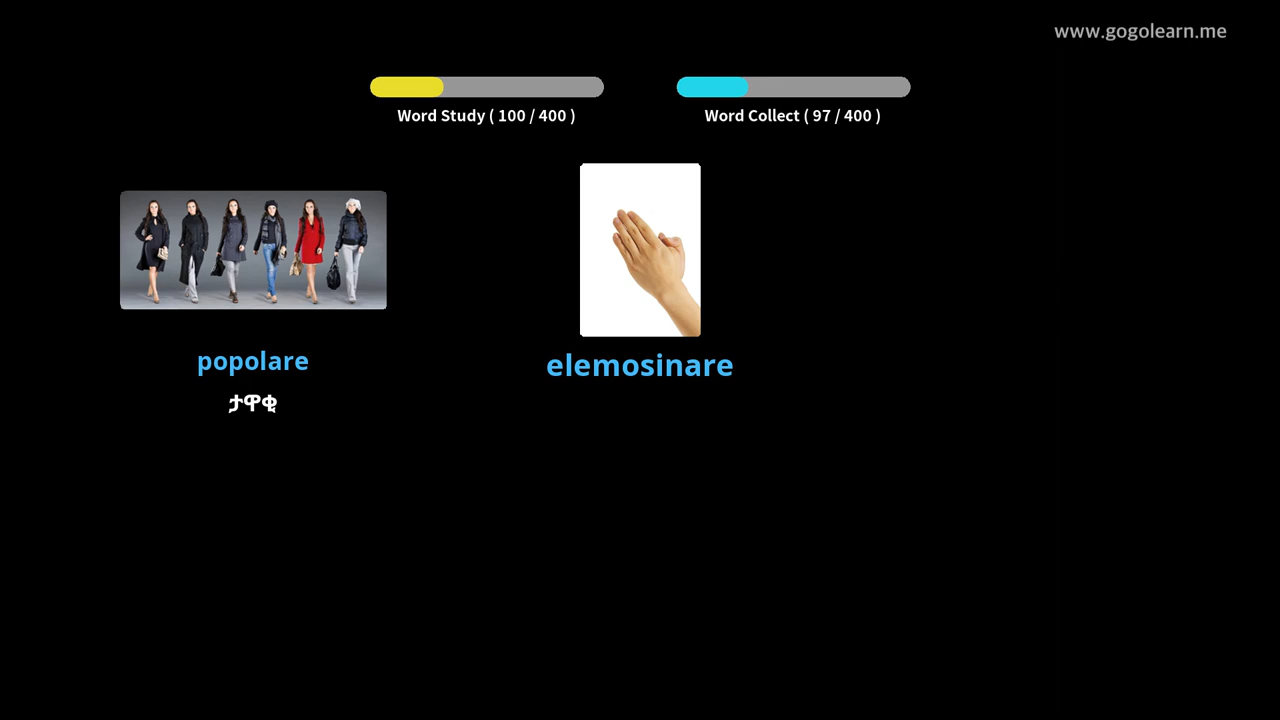 www.gogolearn.me
Word Study ( 100 / 400 )
Word Collect ( 97 / 400 )
popolare
ታዋቂ
elemosinare